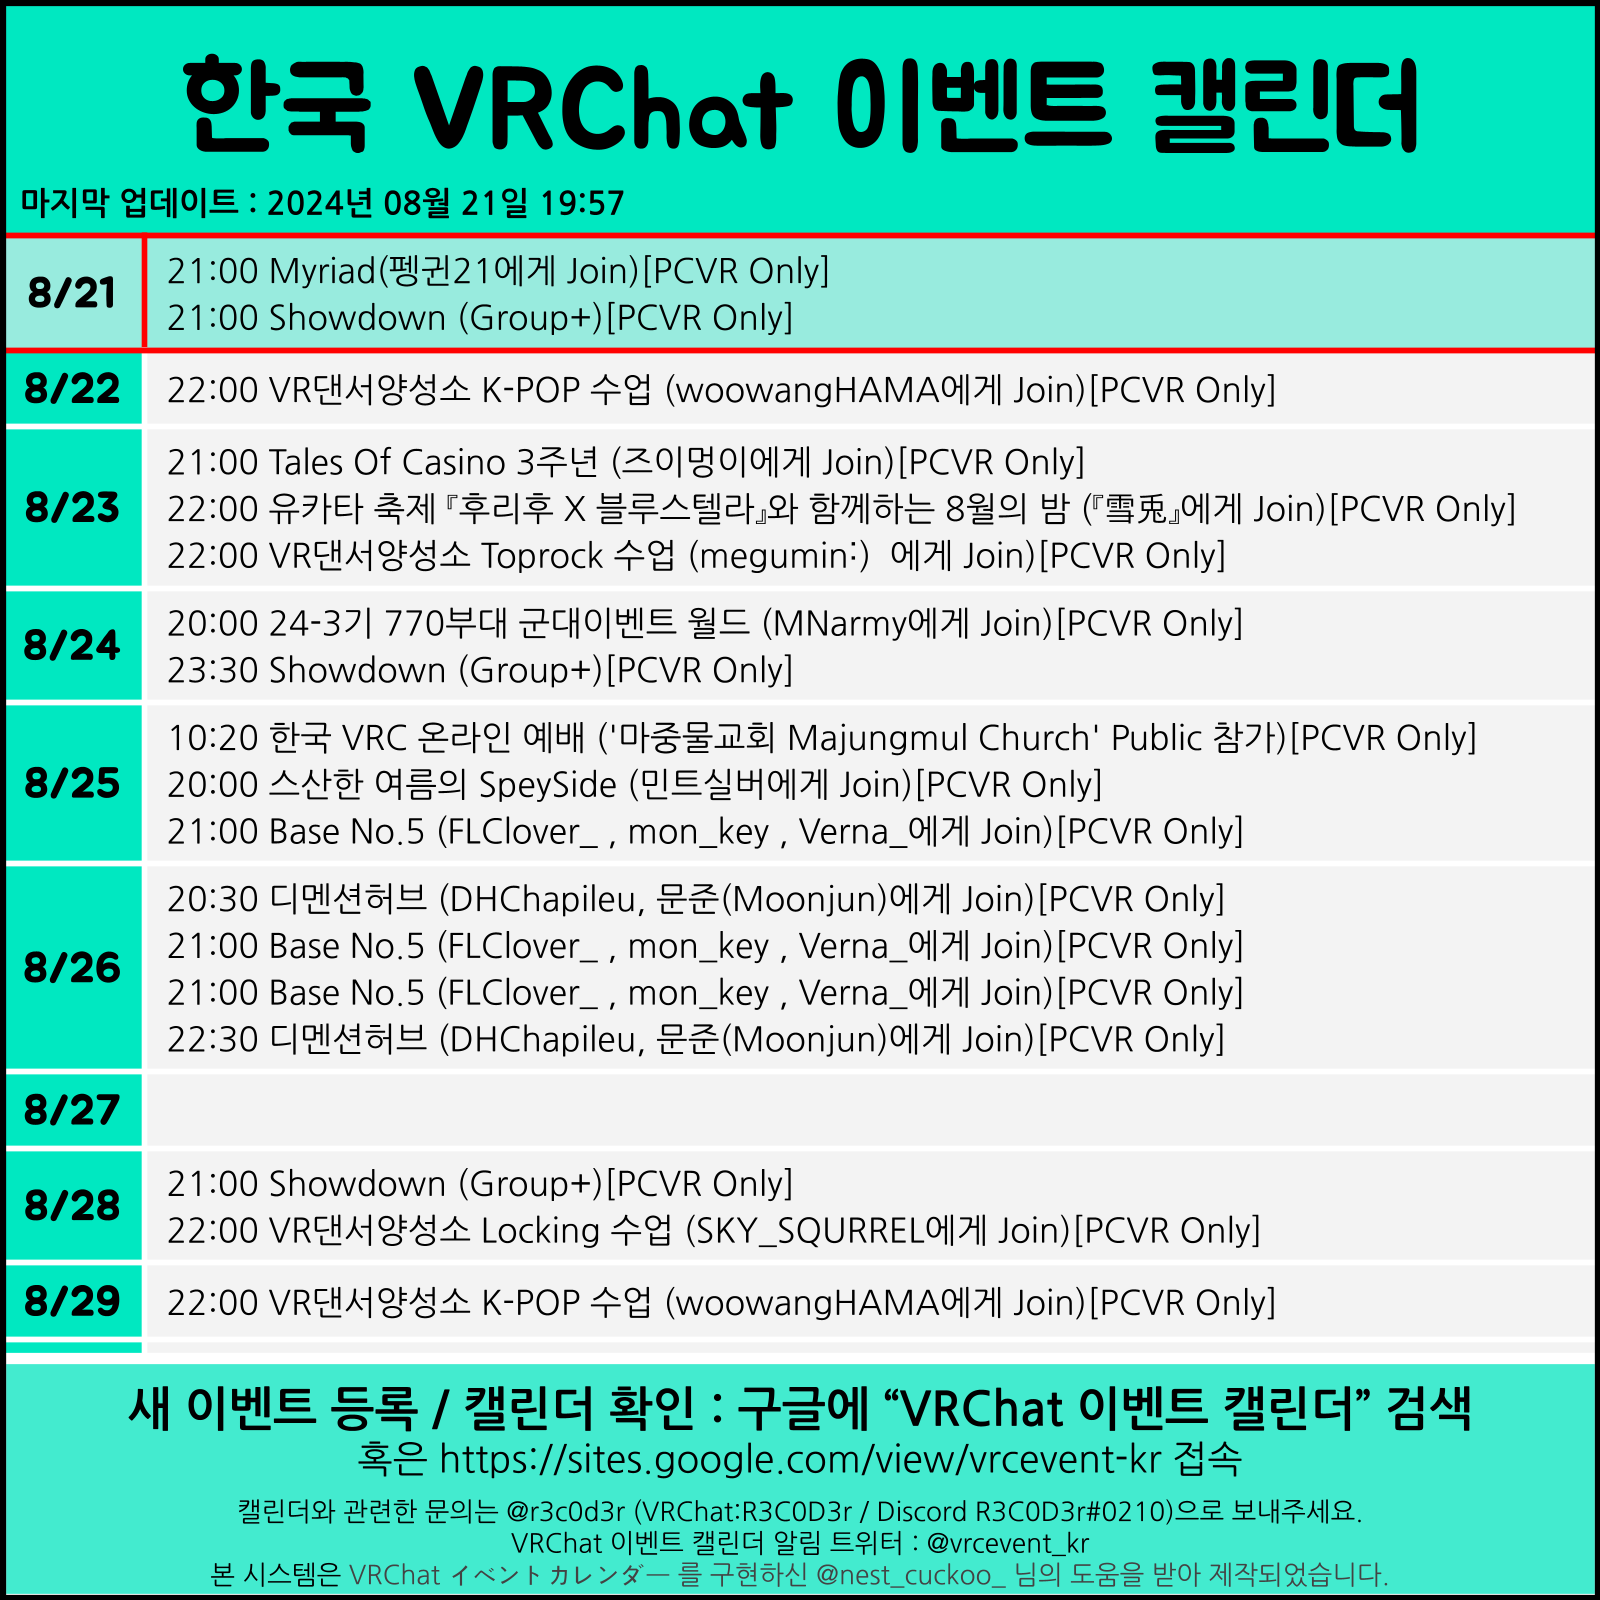 한국 VRChat 이벤트 캘린더
마지막 업데이트 : 2024년 08월 21일 19:57
8/21
21:00 Myriad(펭귄21에게 Join)[PCVR Only]
21:00 Showdown (Group+)[PCVR Only]
8/22
22:00 VR댄서양성소 K-POP 수업 (woowangHAMA에게 Join)[PCVR Only]
8/23
21:00 Tales Of Casino 3주년 (즈이멍이에게 Join)[PCVR Only]
22:00 유카타 축제『후리후 X 블루스텔라』와 함께하는 8월의 밤 (『雪兎』에게 Join)[PCVR Only]
22:00 VR댄서양성소 Toprock 수업 (megumin:)  에게 Join)[PCVR Only]
8/24
20:00 24-3기 770부대 군대이벤트 월드 (MNarmy에게 Join)[PCVR Only]
23:30 Showdown (Group+)[PCVR Only]
8/25
10:20 한국 VRC 온라인 예배 ('마중물교회 Majungmul Church' Public 참가)[PCVR Only]
20:00 스산한 여름의 SpeySide (민트실버에게 Join)[PCVR Only]
21:00 Base No.5 (FLClover_ , mon_key , Verna_에게 Join)[PCVR Only]
8/26
20:30 디멘션허브 (DHChapileu, 문준(Moonjun)에게 Join)[PCVR Only]
21:00 Base No.5 (FLClover_ , mon_key , Verna_에게 Join)[PCVR Only]
21:00 Base No.5 (FLClover_ , mon_key , Verna_에게 Join)[PCVR Only]
22:30 디멘션허브 (DHChapileu, 문준(Moonjun)에게 Join)[PCVR Only]
8/27
8/28
21:00 Showdown (Group+)[PCVR Only]
22:00 VR댄서양성소 Locking 수업 (SKY_SQURREL에게 Join)[PCVR Only]
8/29
22:00 VR댄서양성소 K-POP 수업 (woowangHAMA에게 Join)[PCVR Only]
새 이벤트 등록 / 캘린더 확인 : 구글에 “VRChat 이벤트 캘린더” 검색
혹은 https://sites.google.com/view/vrcevent-kr 접속
캘린더와 관련한 문의는 @r3c0d3r (VRChat:R3C0D3r / Discord R3C0D3r#0210)으로 보내주세요.
VRChat 이벤트 캘린더 알림 트위터 : @vrcevent_kr
본 시스템은 VRChat イベントカレンダー 를 구현하신 @nest_cuckoo_ 님의 도움을 받아 제작되었습니다.